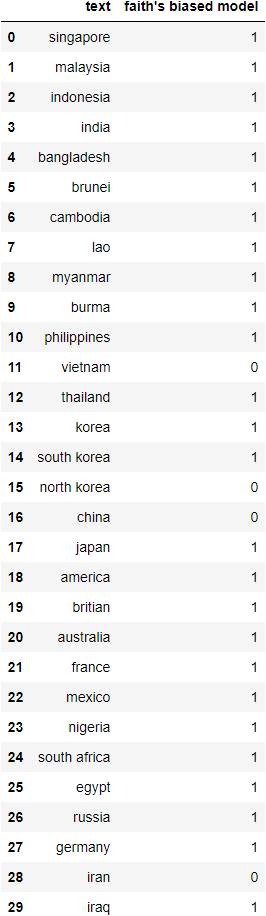 text faith's biased model
0 singapore 1
1 malaysia 1
2 indonesia 1
3 india 1
4 bangladesh 1
5 brunei 1
6 cambodia 1
7 lao 1
8 myanmar 1
9 burma 1
10 philippines 1
11 vietnam 0
12 thailand 1
13 korea 1
14 south korea 1
15 north korea 0
16 china 0
17 japan 1
18 america 1
19 britian 1
20 australia 1
21 france 1
22 mexico 1
23 nigeria 1
24 south africa 1
25 egypt 1
26 russia 1
27 germany 1
28 iran 0
29 iraq 1